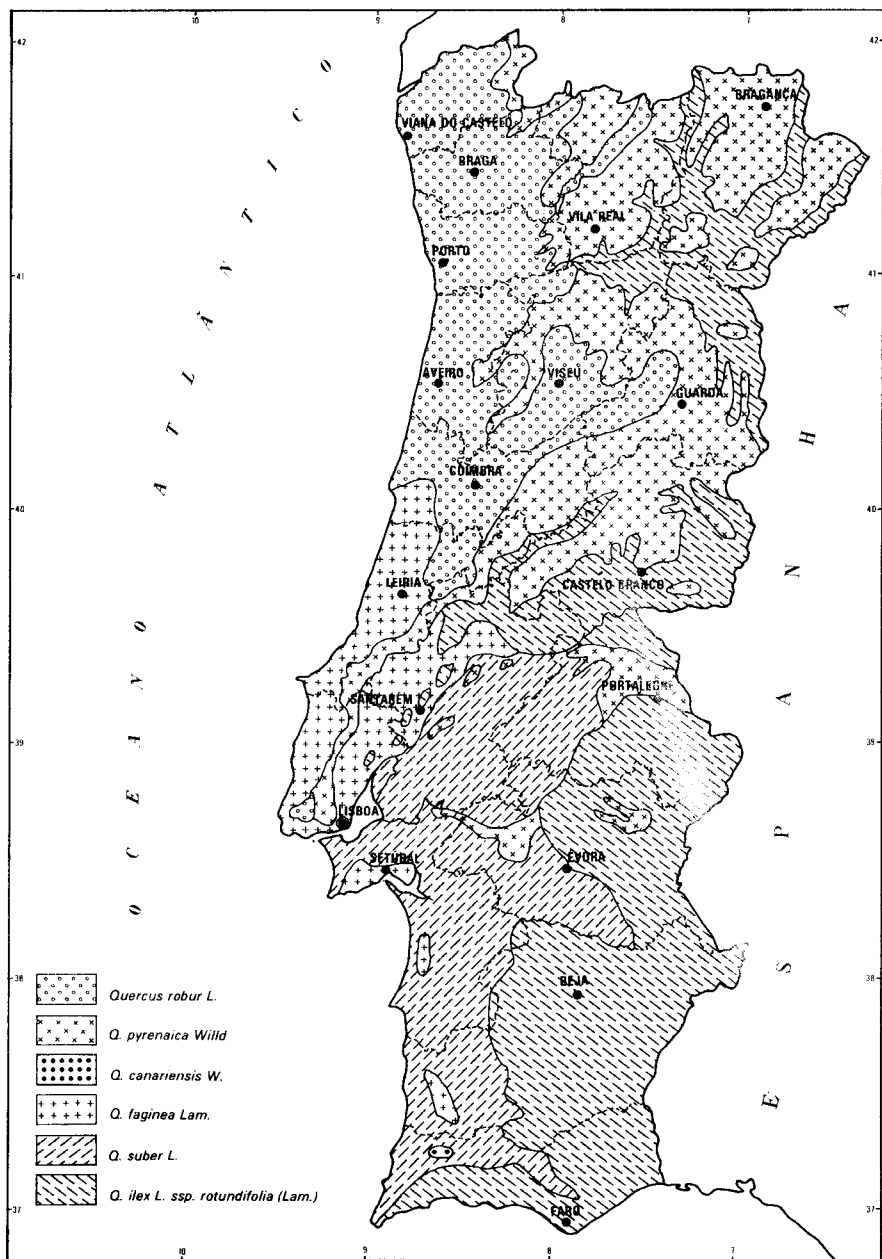 10 9 8 7
42 42
VIANA DO CASTELO
BRAGANÇA
BRAGA
VILA REAL
PORTO
41 41
AVEIRO
VISEU
GUARDA
COIMBRA
40 40
LEIRIA
CASTELO BRANCO
SANTARÉM
PORTALEGRE
39 39
LISBOA
SETÚBAL
ÉVORA
38 38
BEJA
FARO
37 37
10 9 8 7
OCEANO ATLÂNTICO
ESPANHA
Quercus robur L.
Q. pyrenaica Willd
Q. canariensis W.
Q. faginea Lam.
Q. suber L.
Q. ilex L. ssp. rotundifolia (Lam.)